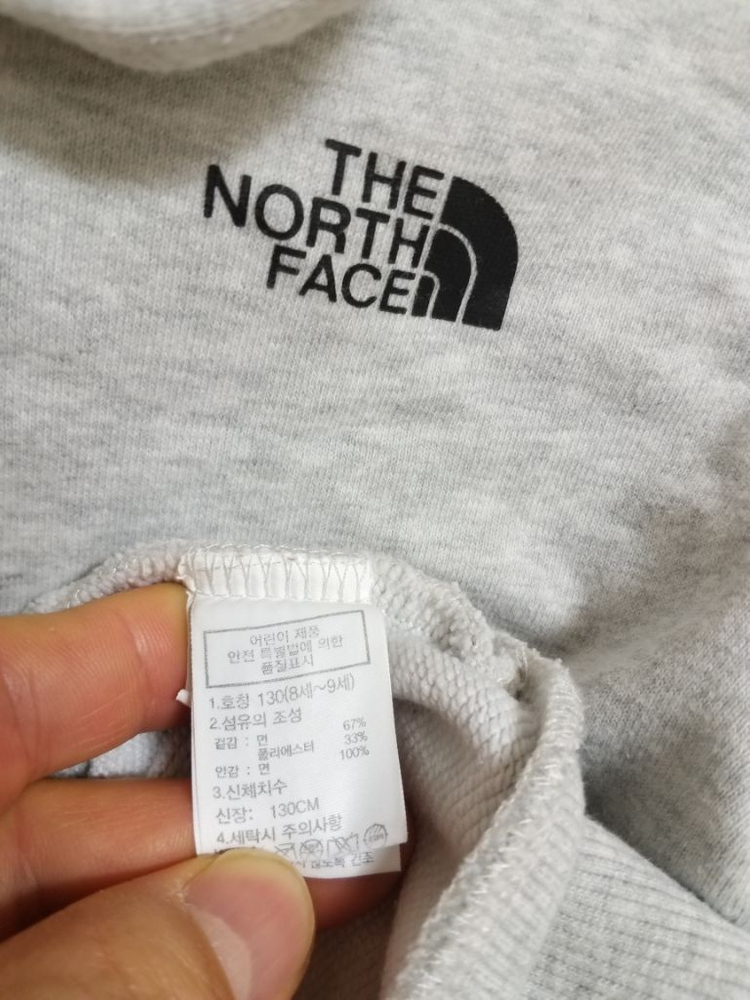 THE
NORTH
FACE
어린이 제품
안전 특별법에 의한
품질표시
1.호칭 130(8세~9세)
2.섬유의 조성
겉감 : 면 67%
폴리에스터 33%
안감 : 면 100%
3.신체치수
신장: 130CM
4.세탁시 주의사항
건조